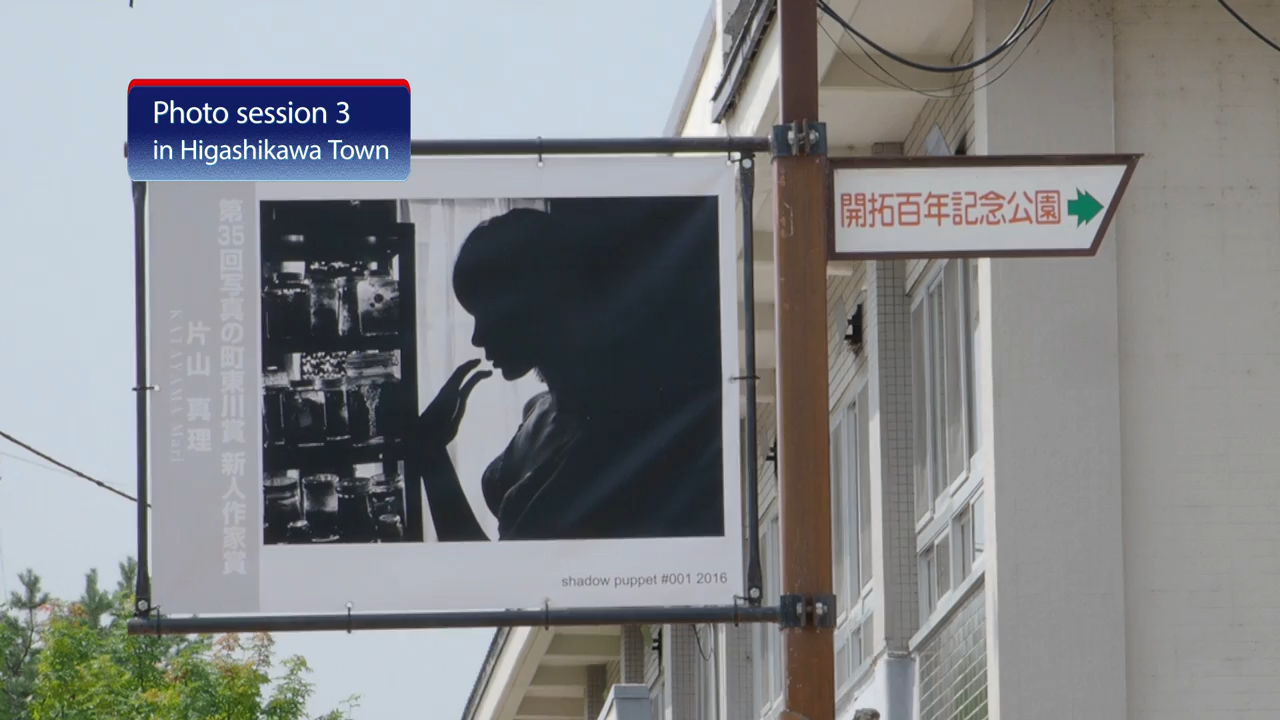 Photo session 3
in Higashikawa Town
第35回写真の町東川賞 新人作家賞
片山 真理
KATAYAMA Mari
shadow puppet #001 2016
開拓百年記念公園